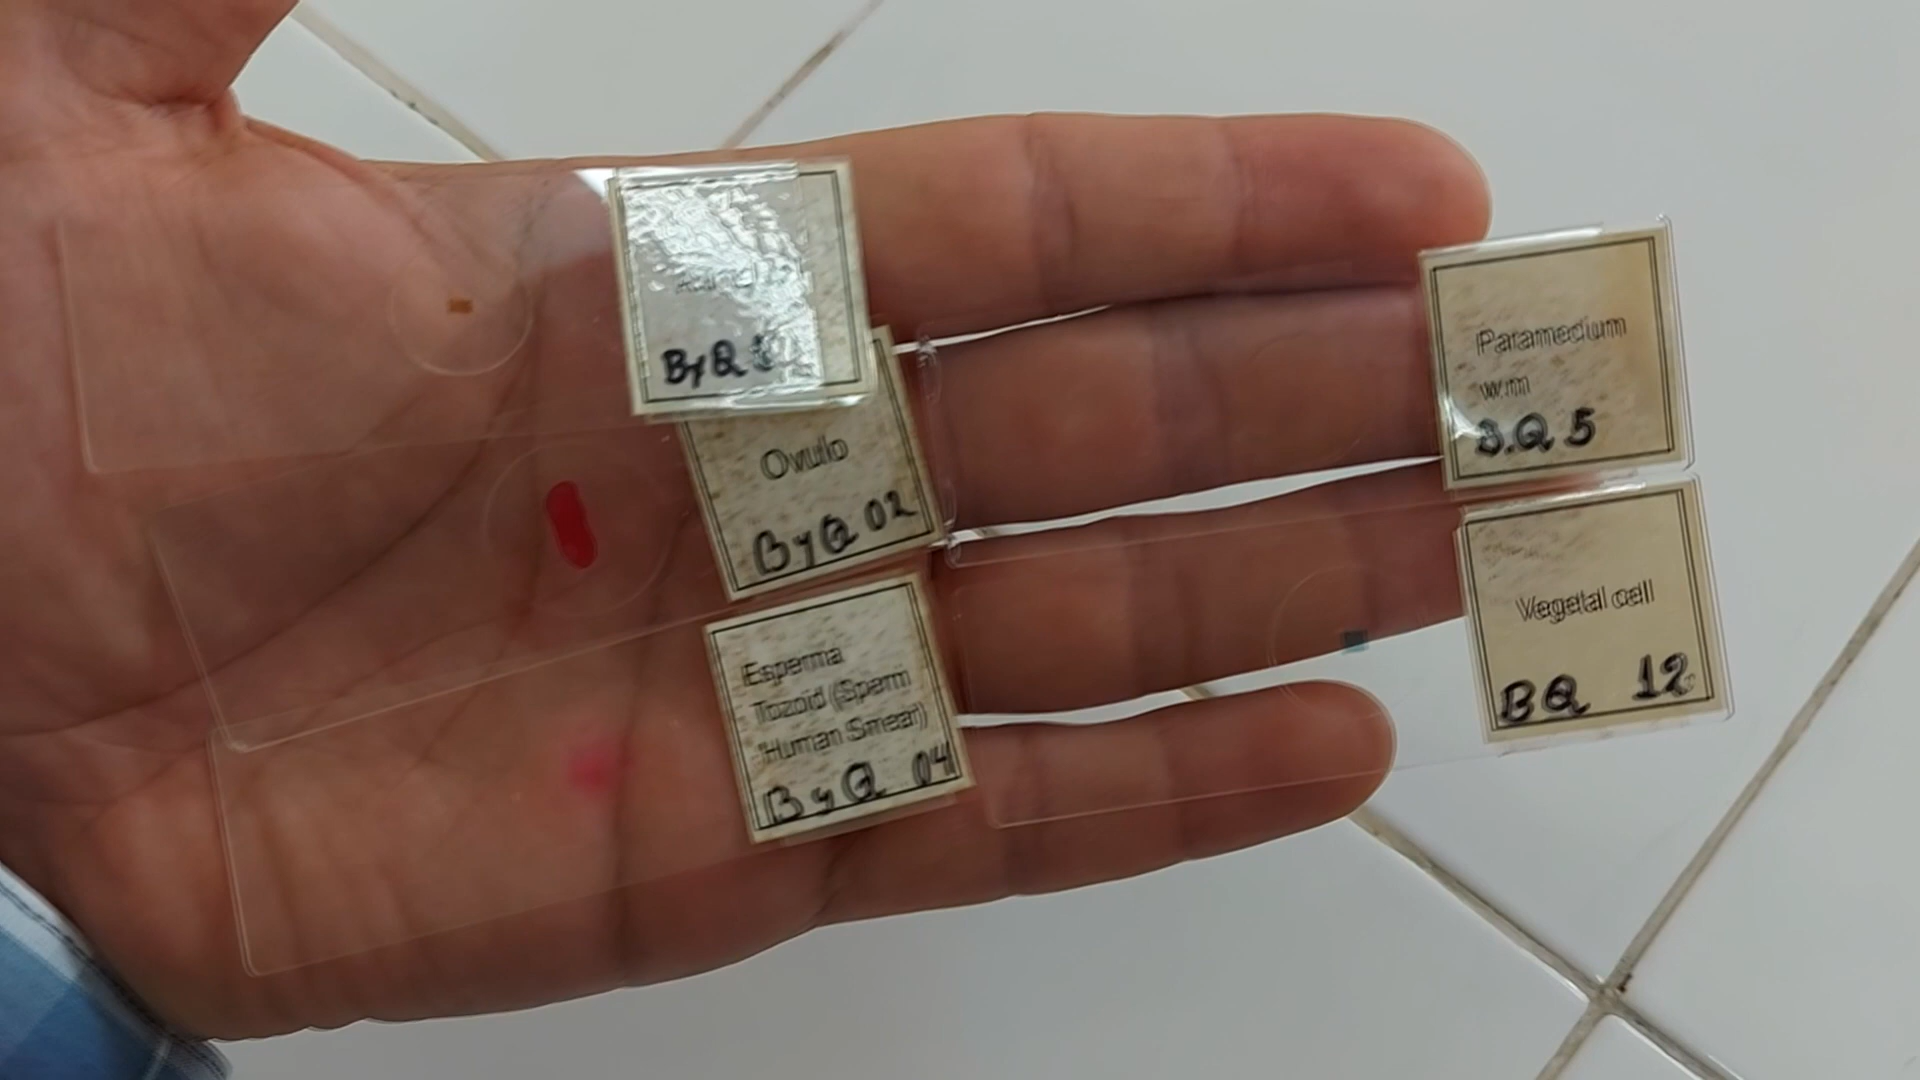 ByQ
Ovulo
ByQ 02
Esperma
Tozoid (Sperm
Human Smear)
ByQ 04
Paramecium
w.m
B.Q 5
Vegetal cell
BQ 12